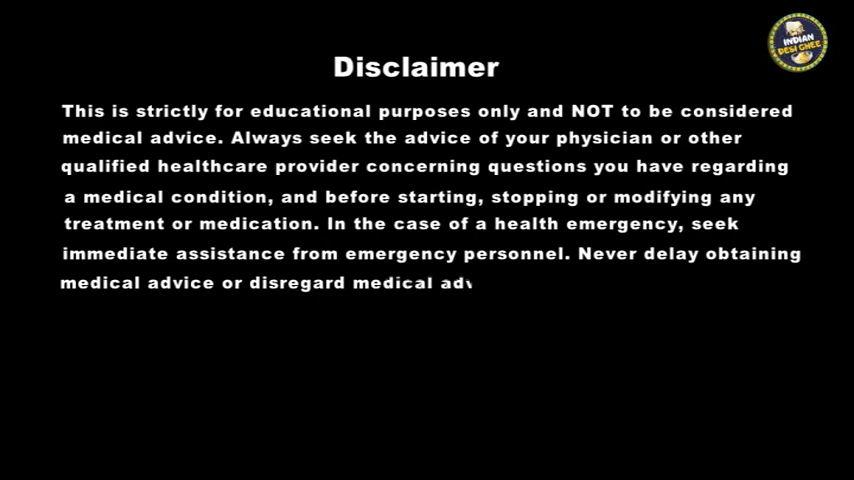 INDIAN
DESI GHEE
Disclaimer
This is strictly for educational purposes only and NOT to be considered
medical advice. Always seek the advice of your physician or other
qualified healthcare provider concerning questions you have regarding
a medical condition, and before starting, stopping or modifying any
treatment or medication. In the case of a health emergency, seek
immediate assistance from emergency personnel. Never delay obtaining
medical advice or disregard medical